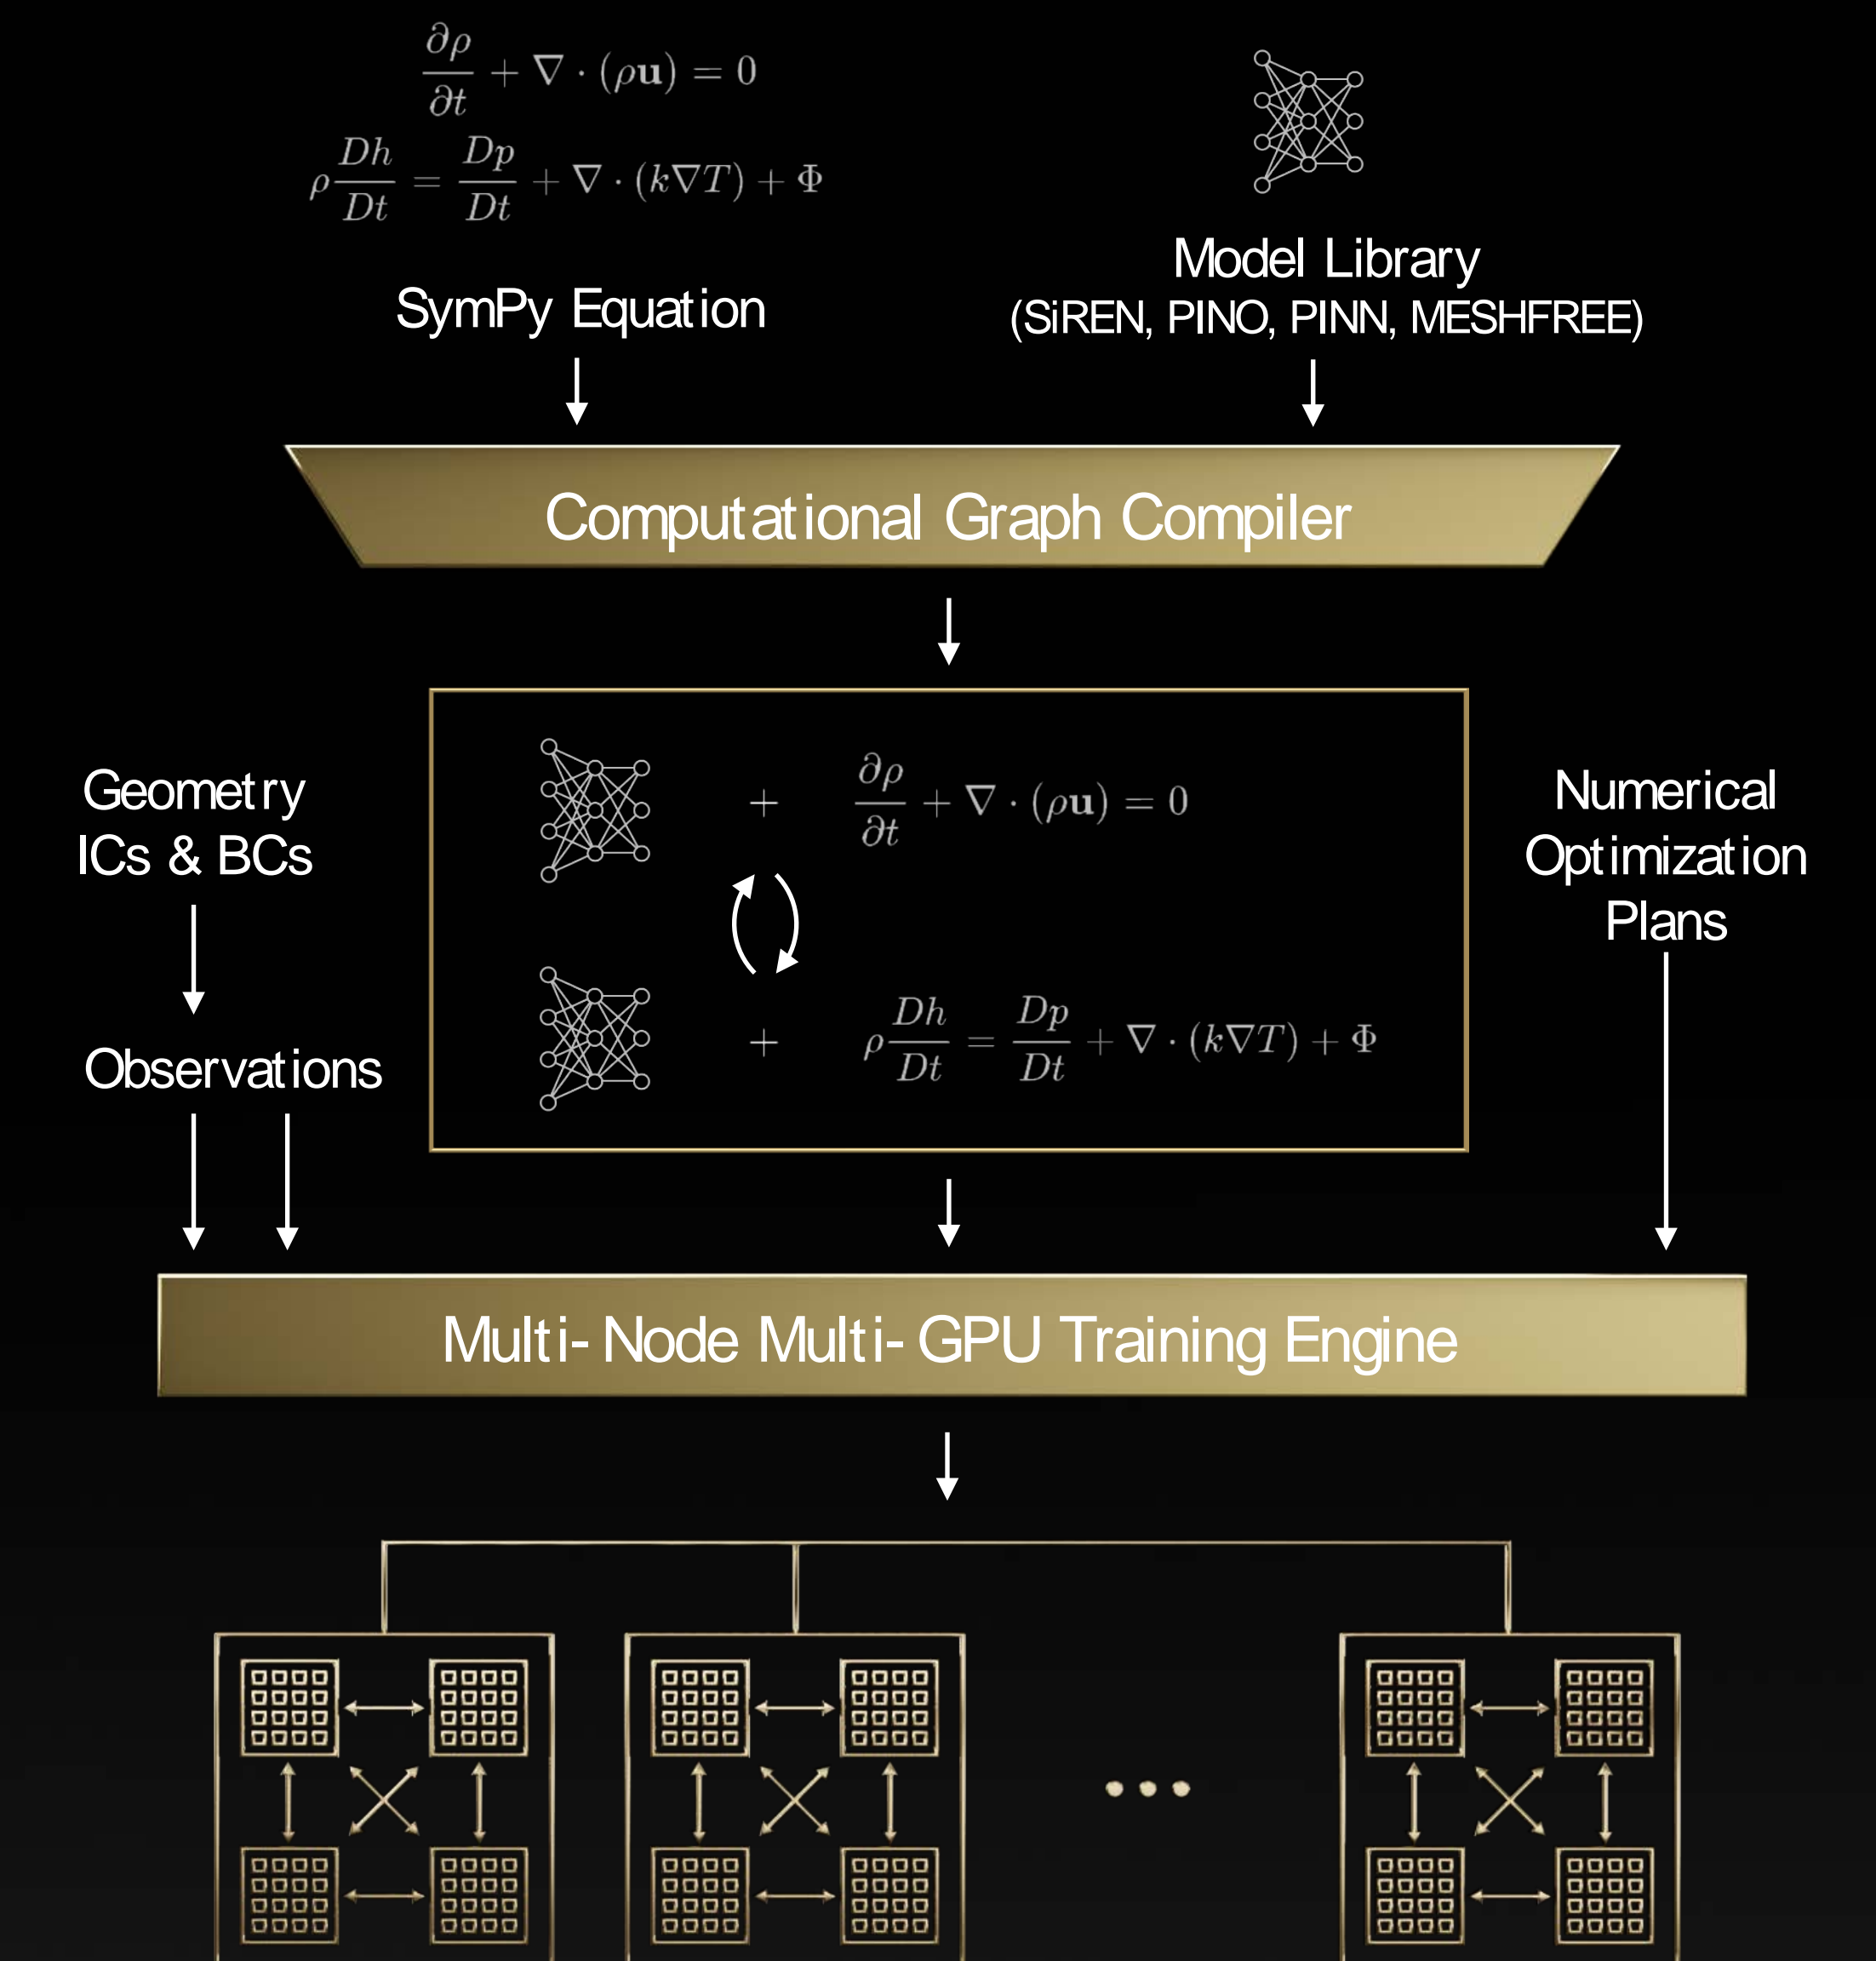 ∂ρ/∂t + ∇ · (ρ𝐮) = 0
ρ Dh/Dt = Dp/Dt + ∇ · (k∇T) + Φ
SymPy Equation
Model Library
(SiREN, PINO, PINN, MESHFREE)
Computational Graph Compiler
Geometry
ICs & BCs
Observations
+ ∂ρ/∂t + ∇ · (ρ𝐮) = 0
+ ρ Dh/Dt = Dp/Dt + ∇ · (k∇T) + Φ
Numerical
Optimization
Plans
Multi-Node Multi-GPU Training Engine